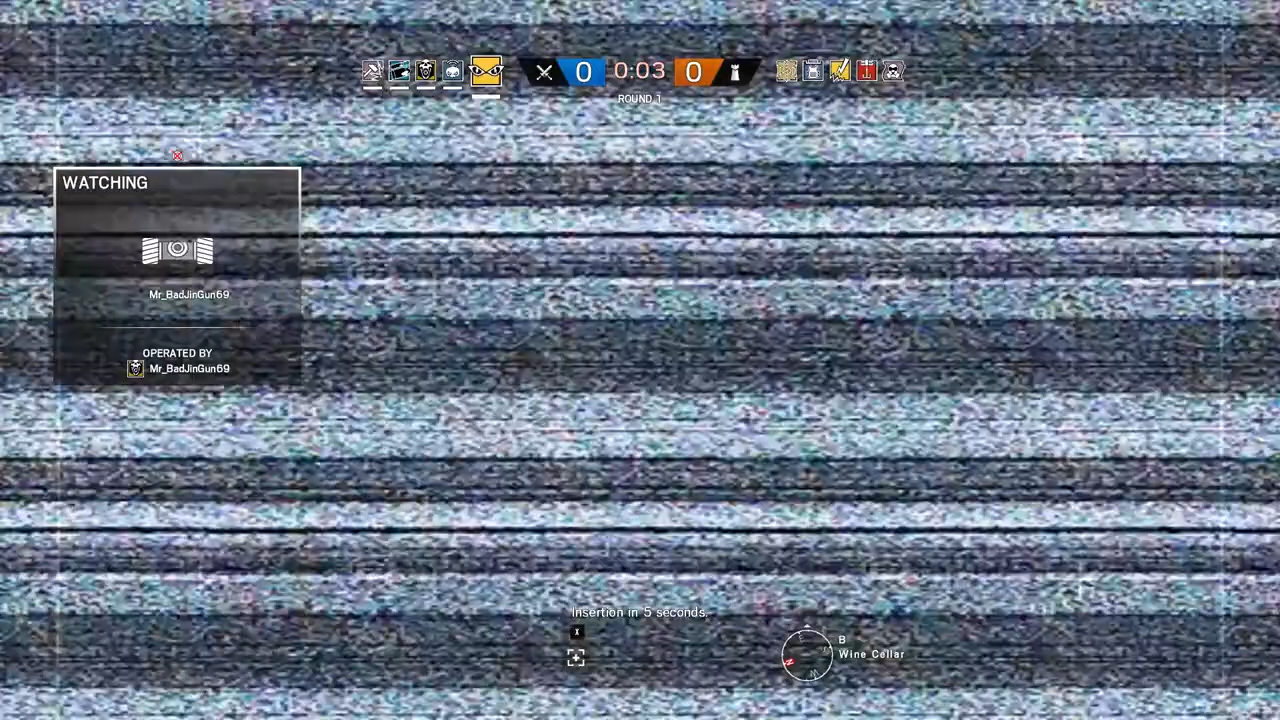 0 0:03 0
ROUND 1
WATCHING
Mr_BadJinGun69
OPERATED BY
Mr_BadJinGun69
Insertion in 5 seconds.
X
B
Wine Cellar